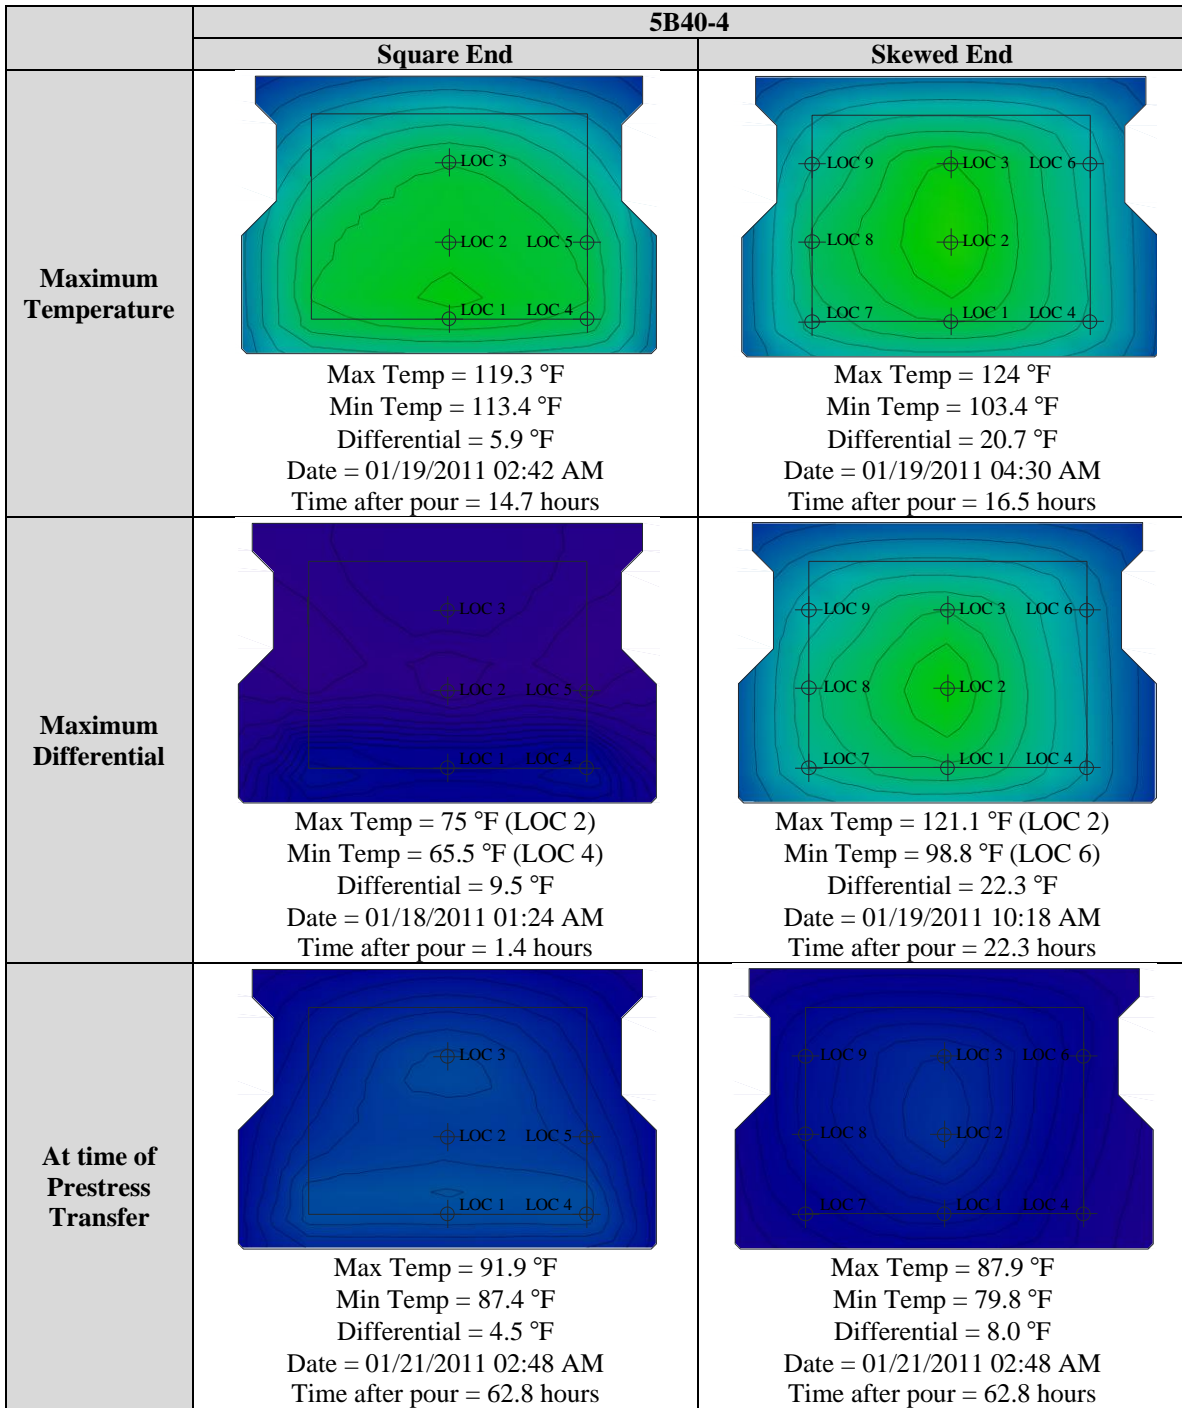 5B40-4
Square End
Skewed End
Maximum
Temperature
LOC 3
LOC 2 LOC 5
LOC 1 LOC 4
Max Temp = 119.3 °F
Min Temp = 113.4 °F
Differential = 5.9 °F
Date = 01/19/2011 02:42 AM
Time after pour = 14.7 hours
LOC 9 LOC 3 LOC 6
LOC 8 LOC 2
LOC 7 LOC 1 LOC 4
Max Temp = 124 °F
Min Temp = 103.4 °F
Differential = 20.7 °F
Date = 01/19/2011 04:30 AM
Time after pour = 16.5 hours
Maximum
Differential
LOC 3
LOC 2 LOC 5
LOC 1 LOC 4
Max Temp = 75 °F (LOC 2)
Min Temp = 65.5 °F (LOC 4)
Differential = 9.5 °F
Date = 01/18/2011 01:24 AM
Time after pour = 1.4 hours
LOC 9 LOC 3 LOC 6
LOC 8 LOC 2
LOC 7 LOC 1 LOC 4
Max Temp = 121.1 °F (LOC 2)
Min Temp = 98.8 °F (LOC 6)
Differential = 22.3 °F
Date = 01/19/2011 10:18 AM
Time after pour = 22.3 hours
At time of
Prestress
Transfer
LOC 3
LOC 2 LOC 5
LOC 1 LOC 4
Max Temp = 91.9 °F
Min Temp = 87.4 °F
Differential = 4.5 °F
Date = 01/21/2011 02:48 AM
Time after pour = 62.8 hours
LOC 9 LOC 3 LOC 6
LOC 8 LOC 2
LOC 7 LOC 1 LOC 4
Max Temp = 87.9 °F
Min Temp = 79.8 °F
Differential = 8.0 °F
Date = 01/21/2011 02:48 AM
Time after pour = 62.8 hours